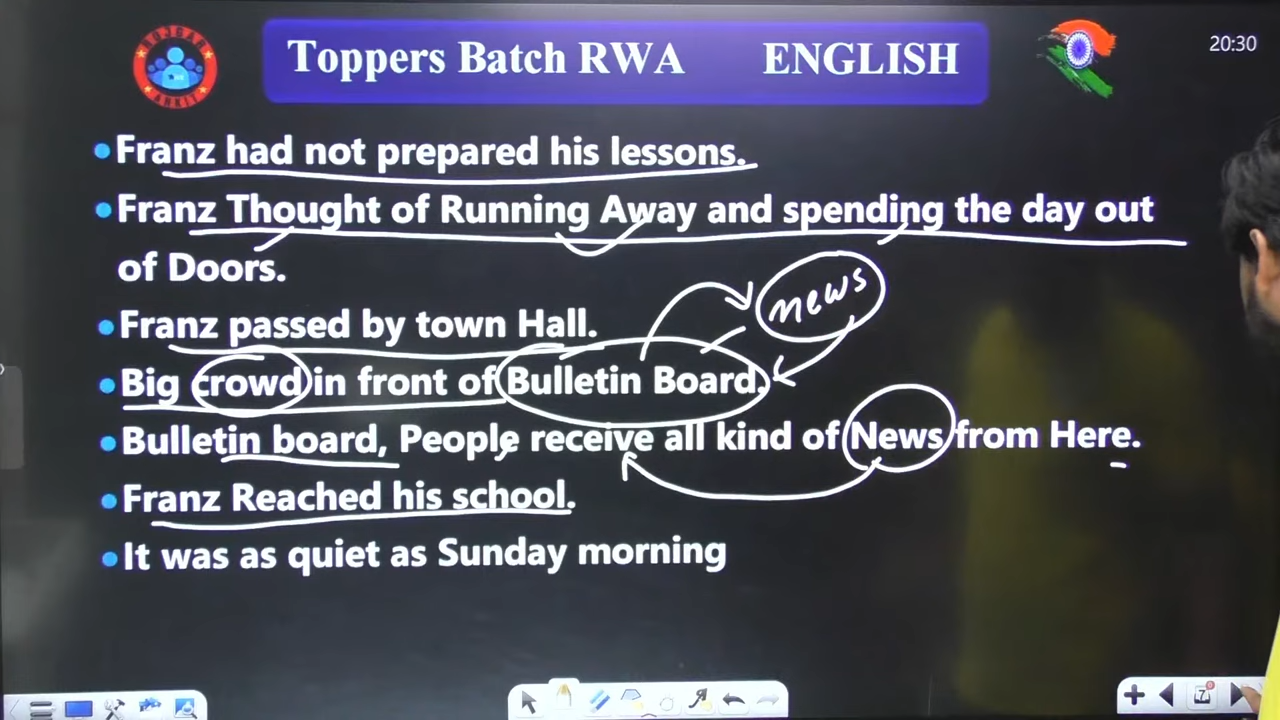 ROJGAR
ANKIT
Toppers Batch RWA ENGLISH
20:30
•Franz had not prepared his lessons.
•Franz Thought of Running Away and spending the day out
of Doors.
news
•Franz passed by town Hall.
•Big crowd in front of Bulletin Board.
•Bulletin board, People receive all kind of News from Here.
•Franz Reached his school.
•It was as quiet as Sunday morning
7